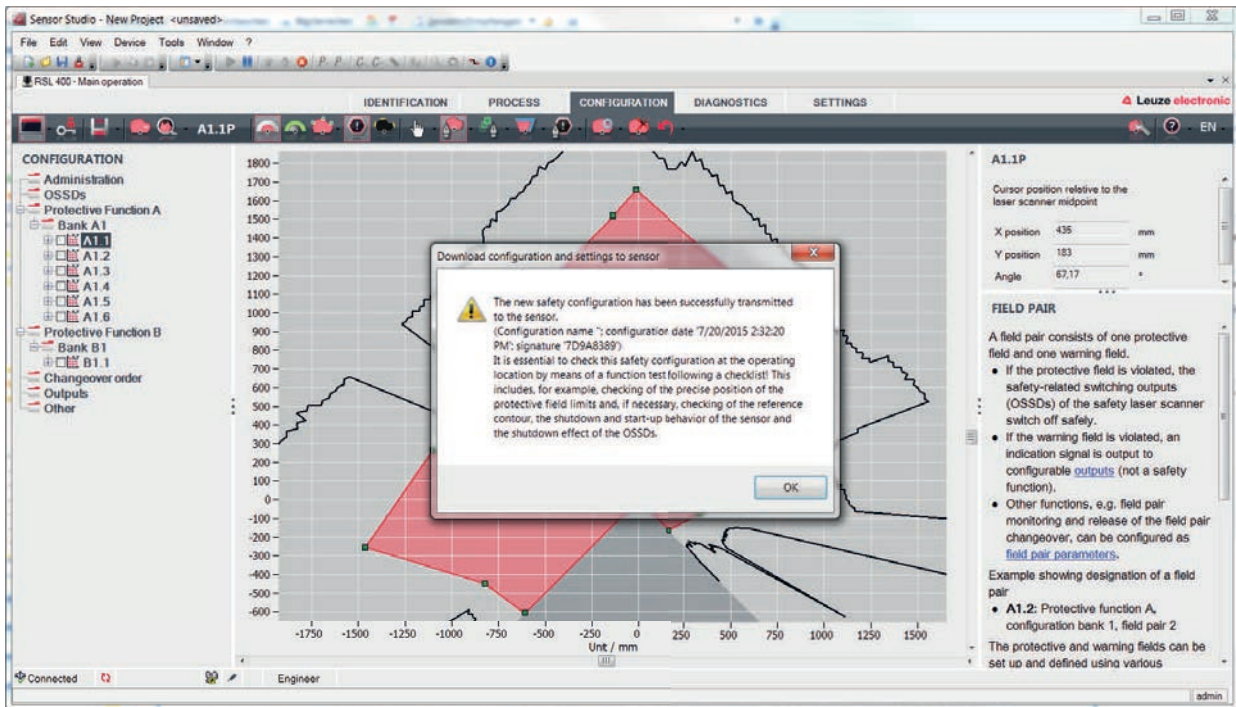 Sensor Studio - New Project <unsaved>
File Edit View Device Tools Window ?
RSL 400 - Main operation
IDENTIFICATION PROCESS CONFIGURATION DIAGNOSTICS SETTINGS
Leuze electronic
A1.1P
EN
CONFIGURATION
Administration
OSSDs
Protective Function A
Bank A1
A1.1
A1.2
A1.3
A1.4
A1.5
A1.6
Protective Function B
Bank B1
B1.1
Changeover order
Outputs
Other
1800
1700
1600
1500
1400
1300
1200
1100
1000
900
800
700
600
500
400
300
200
100
0
-100
-200
-300
-400
-500
-600
-1750 -1500 -1250 -1000 -750 -500 -250 0 250 500 750 1000 1250 1500
Unt / mm
Download configuration and settings to sensor
The new safety configuration has been successfully transmitted
to the sensor.
(Configuration name ''; configuration date '7/20/2015 2:32:20
PM'; signature '7D9A8389')
It is essential to check this safety configuration at the operating
location by means of a function test following a checklist! This
includes, for example, checking of the precise position of the
protective field limits and, if necessary, checking of the reference
contour, the shutdown and start-up behavior of the sensor and
the shutdown effect of the OSSDs.
OK
A1.1P
Cursor position relative to the
laser scanner midpoint
X position 435 mm
Y position 183 mm
Angle 67,17 °
FIELD PAIR
A field pair consists of one protective
field and one warning field.
• If the protective field is violated, the
safety-related switching outputs
(OSSDs) of the safety laser scanner
switch off safely.
• If the warning field is violated, an
indication signal is output to
configurable outputs (not a safety
function).
• Other functions, e.g. field pair
monitoring and release of the field pair
changeover, can be configured as
field pair parameters.
Example showing designation of a field
pair
• A1.2: Protective function A,
configuration bank 1, field pair 2
The protective and warning fields can be
set up and defined using various
Connected
Engineer
admin